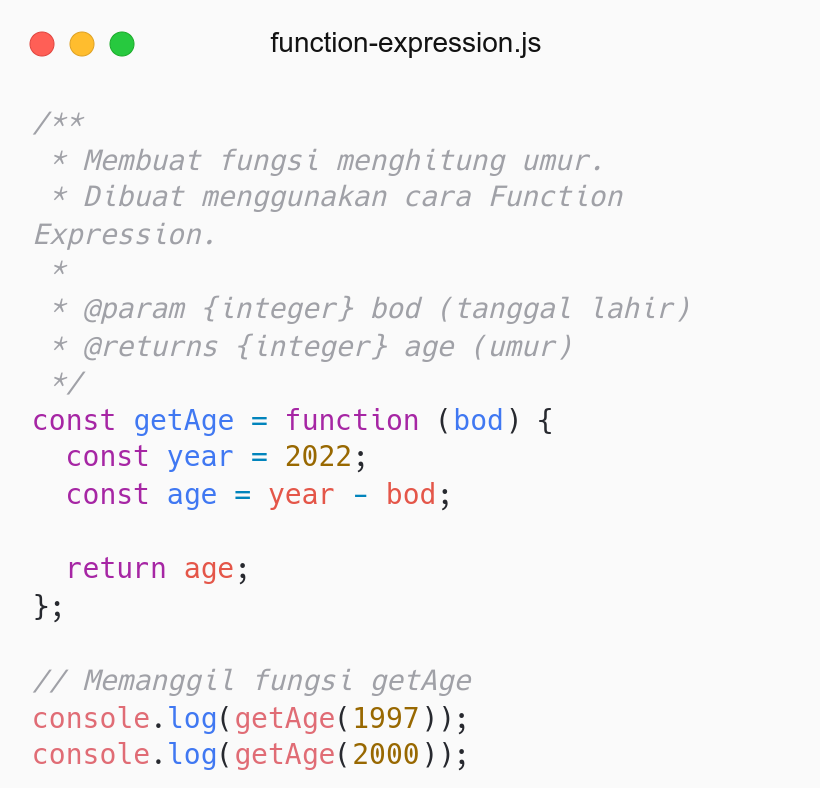 function-expression.js
/**
 * Membuat fungsi menghitung umur.
 * Dibuat menggunakan cara Function
Expression.
 *
 * @param {integer} bod (tanggal lahir)
 * @returns {integer} age (umur)
 */
const getAge = function (bod) {
  const year = 2022;
  const age = year - bod;

  return age;
};

// Memanggil fungsi getAge
console.log(getAge(1997));
console.log(getAge(2000));